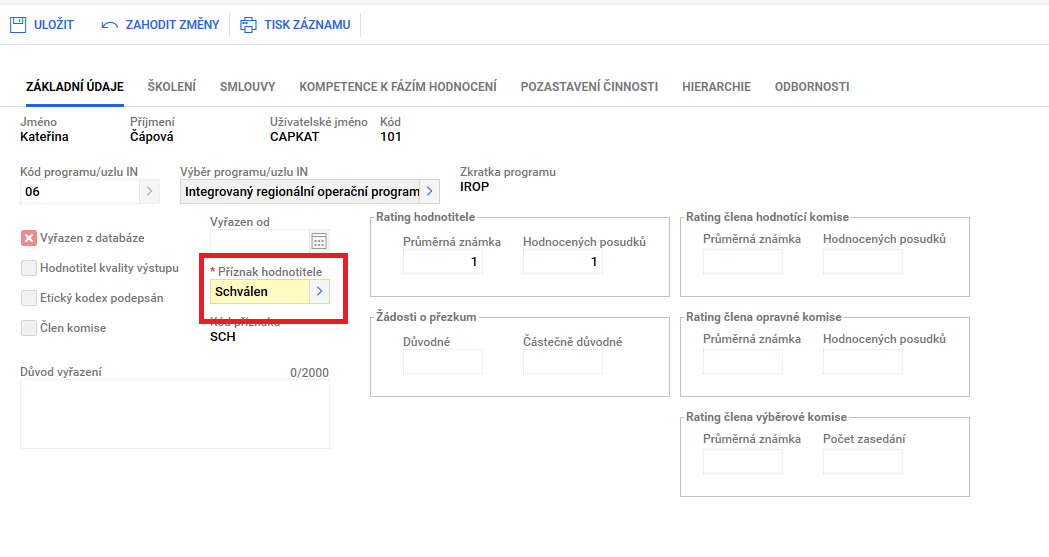 ULOŽIT ZAHODIT ZMĚNY TISK ZÁZNAMU
ZÁKLADNÍ ÚDAJE ŠKOLENÍ SMLOUVY KOMPETENCE K FÁZÍM HODNOCENÍ POZASTAVENÍ ČINNOSTI HIERARCHIE ODBORNOSTI
Jméno Příjmení Uživatelské jméno Kód
Kateřina Čápová CAPKAT 101
Kód programu/uzlu IN Výběr programu/uzlu IN Zkratka programu
06 Integrovaný regionální operační program IROP
Vyřazen od
Vyřazen z databáze
Hodnotitel kvality výstupu
Etický kodex podepsán
Člen komise
* Příznak hodnotitele
Schválen
Kód příznaku
SCH
Důvod vyřazení 0/2000
Rating hodnotitele
Průměrná známka Hodnocených posudků
1 1
Žádosti o přezkum
Důvodné Částečně důvodné
Rating člena hodnotící komise
Průměrná známka Hodnocených posudků
Rating člena opravné komise
Průměrná známka Hodnocených posudků
Rating člena výběrové komise
Průměrná známka Počet zasedání